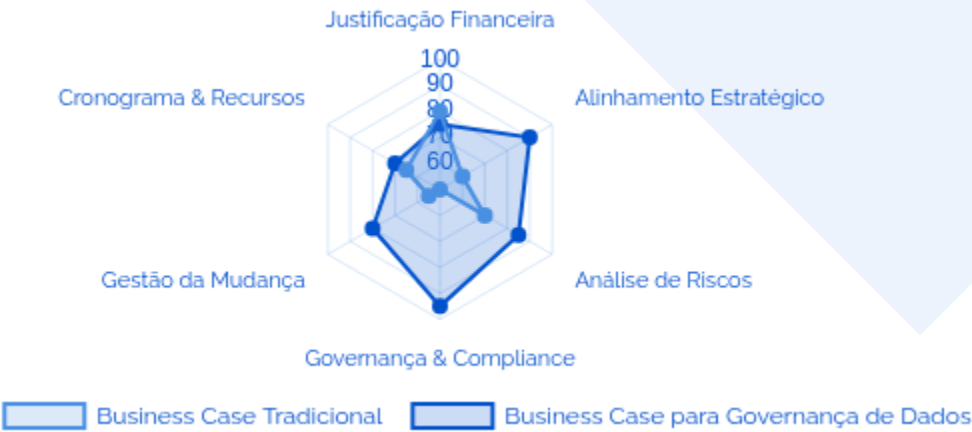 Justificação Financeira
100
90
Cronograma & Recursos
Alinhamento Estratégico
80
70
60
Gestão da Mudança
Análise de Riscos
Governança & Compliance
Business Case Tradicional
Business Case para Governança de Dados